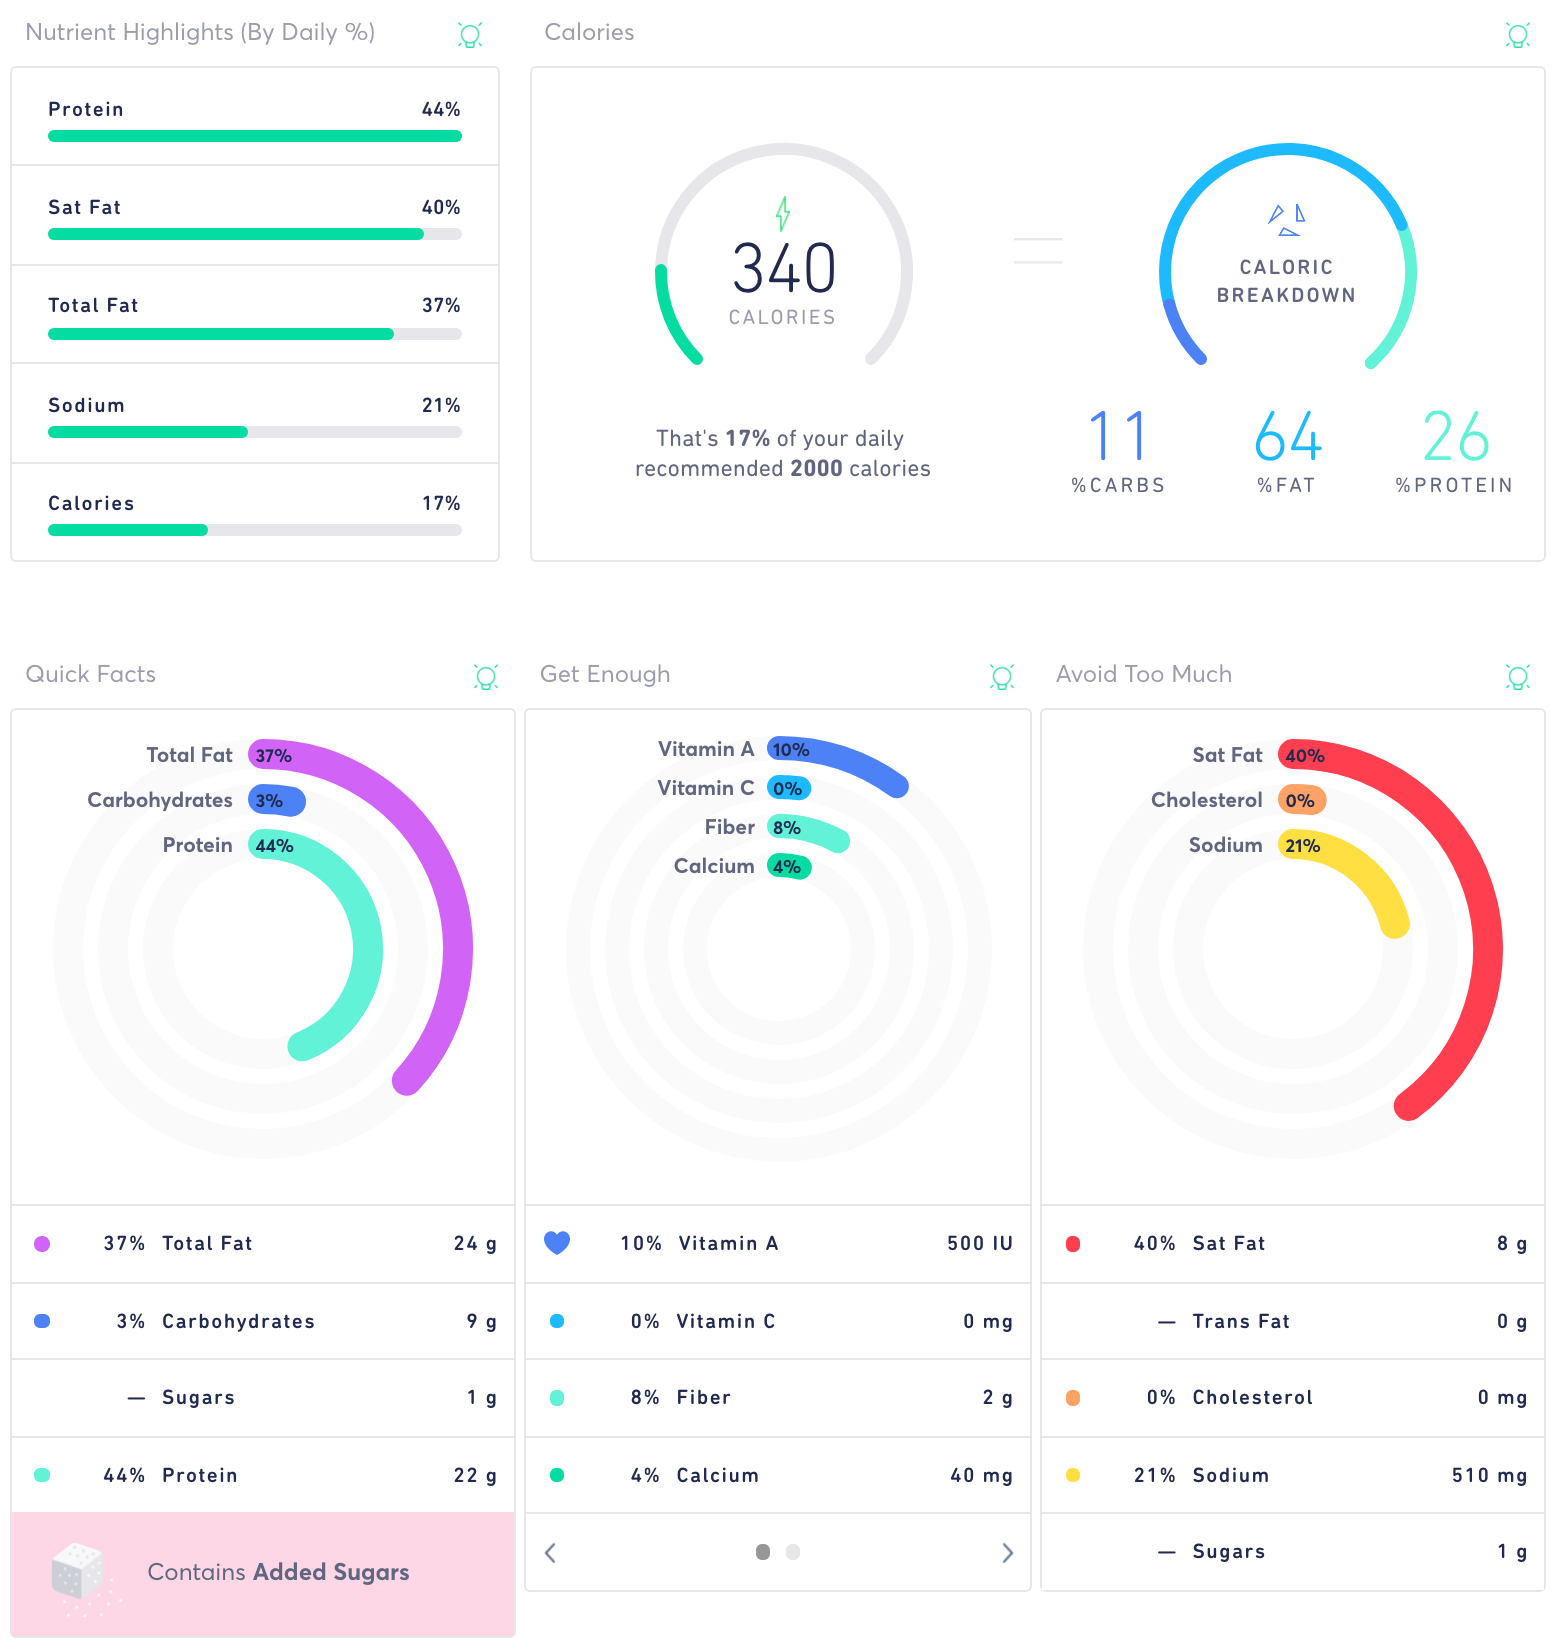 Nutrient Highlights (By Daily %)
Protein 44%
Sat Fat 40%
Total Fat 37%
Sodium 21%
Calories 17%
Calories
340
CALORIES
That's 17% of your daily
recommended 2000 calories
CALORIC
BREAKDOWN
11 64 26
%CARBS %FAT %PROTEIN
Quick Facts
Total Fat 37%
Carbohydrates 3%
Protein 44%
37% Total Fat 24 g
3% Carbohydrates 9 g
— Sugars 1 g
44% Protein 22 g
Contains Added Sugars
Get Enough
Vitamin A 10%
Vitamin C 0%
Fiber 8%
Calcium 4%
10% Vitamin A 500 IU
0% Vitamin C 0 mg
8% Fiber 2 g
4% Calcium 40 mg
Avoid Too Much
Sat Fat 40%
Cholesterol 0%
Sodium 21%
40% Sat Fat 8 g
— Trans Fat 0 g
0% Cholesterol 0 mg
21% Sodium 510 mg
— Sugars 1 g